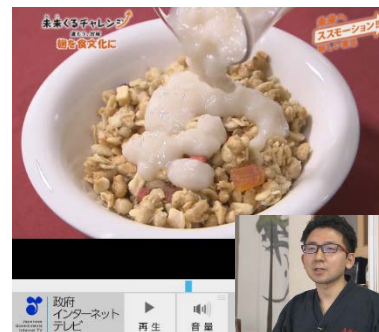 未来くるチャレンジ
麹を食文化に
未来へ
ススモーション
政府
インターネット
テレビ
再生
音量